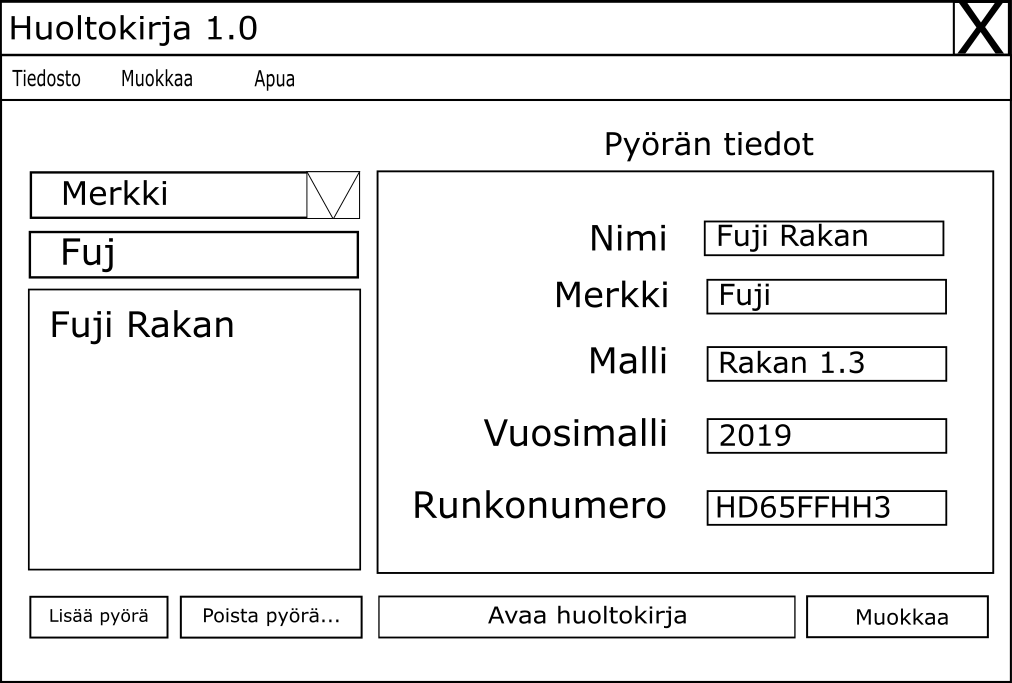 Huoltokirja 1.0 X
Tiedosto Muokkaa Apua
Pyörän tiedot
Merkki
Fuj
Fuji Rakan
Nimi Fuji Rakan
Merkki Fuji
Malli Rakan 1.3
Vuosimalli 2019
Runkonumero HD65FFHH3
Lisää pyörä Poista pyörä... Avaa huoltokirja Muokkaa